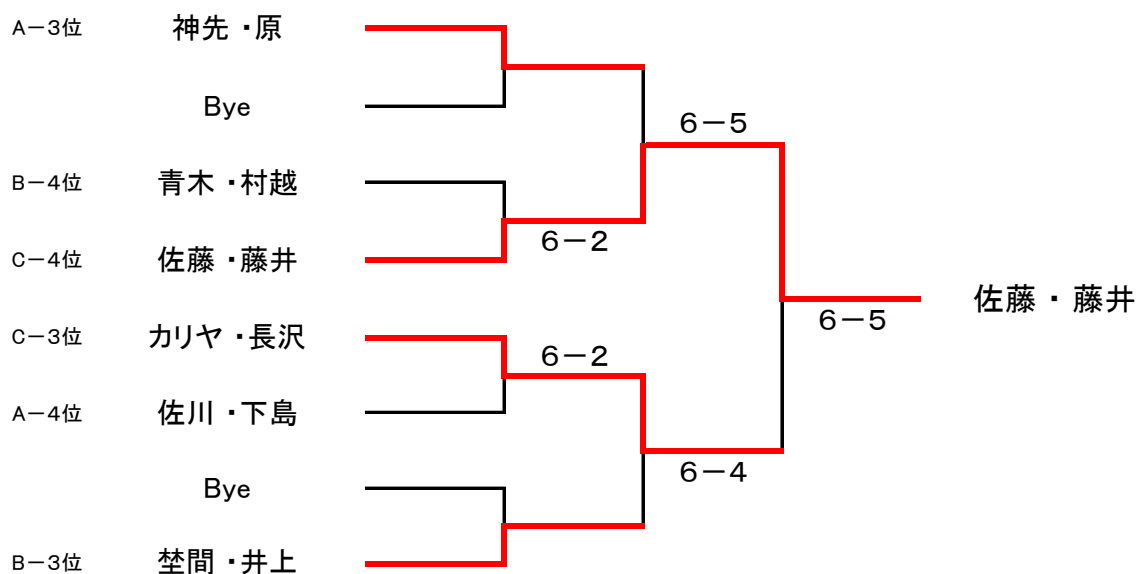 A－3位 神先・原
Bye
6－5
B－4位 青木・村越
6－2
C－4位 佐藤・藤井
佐藤・藤井
6－5
C－3位 カリヤ・長沢
6－2
A－4位 佐川・下島
6－4
Bye
B－3位 埜間・井上